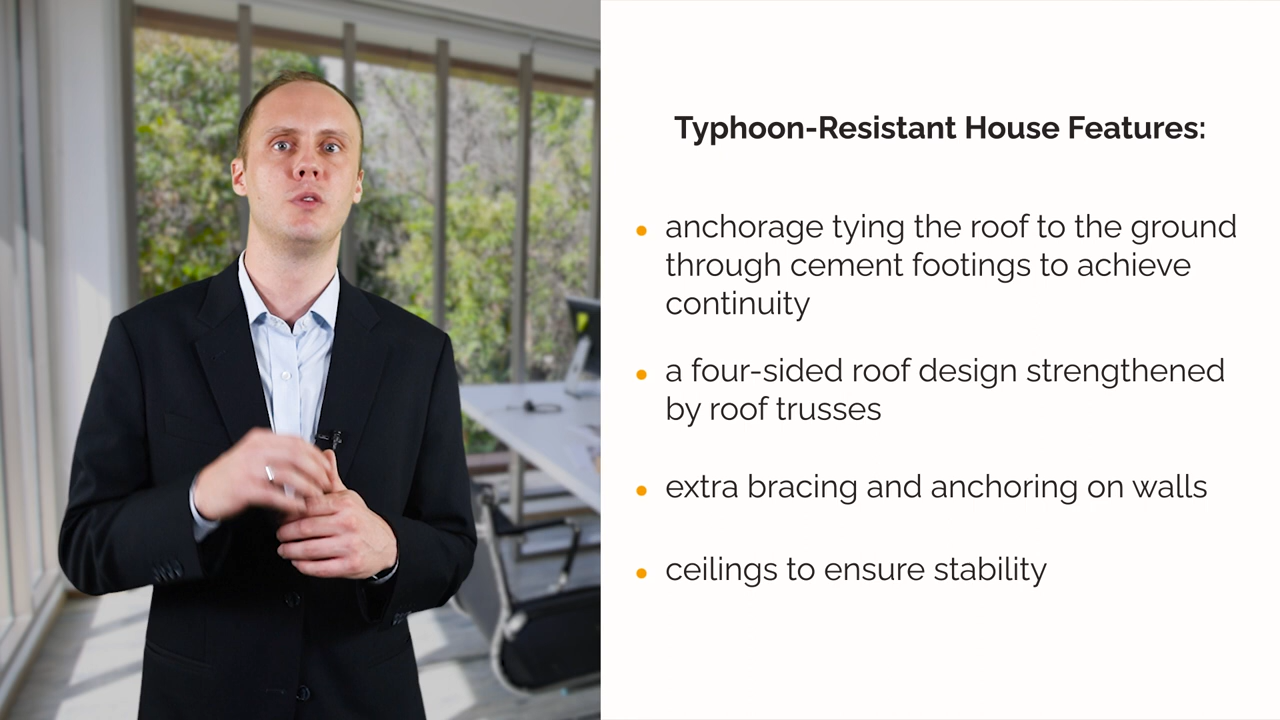 Typhoon-Resistant House Features:
anchorage tying the roof to the ground
through cement footings to achieve
continuity
a four-sided roof design strengthened
by roof trusses
extra bracing and anchoring on walls
ceilings to ensure stability